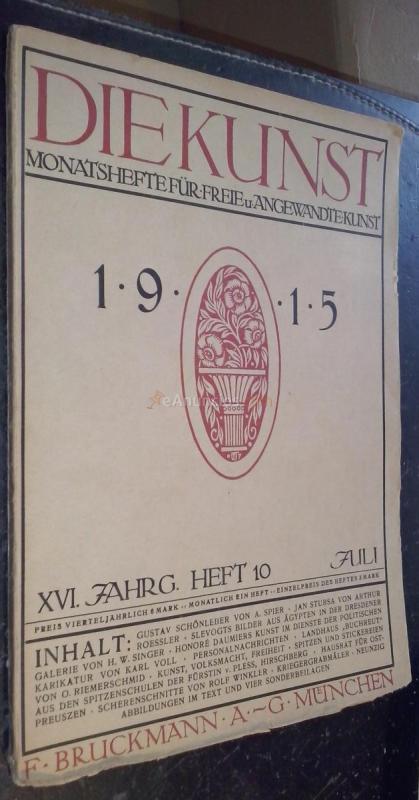 DIE KUNST
MONATSHEFTE FÜR FREIE u. ANGEWANDTE KUNST
1·9·1·5
XVI. JAHRG. HEFT 10 JULI
PREIS VIERTELJÄHRLICH 6 MARK :: MONATLICH EIN HEFT :: EINZELPREIS DES HEFTES 2 MARK
INHALT: GUSTAV SCHÖNLEBER VON A. SPIER · JAN STURSA VON ARTHUR
ROESSLER · SLEVOGTS BILDER AUS ÄGYPTEN IN DER DRESDENER
GALERIE VON H. W. SINGER · HONORÉ DAUMIERS KUNST IM DIENSTE DER POLITISCHEN
KARIKATUR VON KARL VOLL · PERSONALNACHRICHTEN · LANDHAUS „BUCHREUT“
VON O. RIEMERSCHMID · KUNST, VOLKSMACHT, FREIHEIT · SPITZEN UND STICKEREIEN
AUS DEN SPITZENSCHULEN DER FÜRSTIN v. PLESS, HIRSCHBERG · HAUSRAT FÜR OST-
PREUSZEN · SCHERENSCHNITTE VON ROLF WINKLER · KRIEGERGRABMÄLER · NEUNZIG
ABBILDUNGEN IM TEXT UND VIER SONDERBEILAGEN
F. BRUCKMANN · A.~G. MÜNCHEN